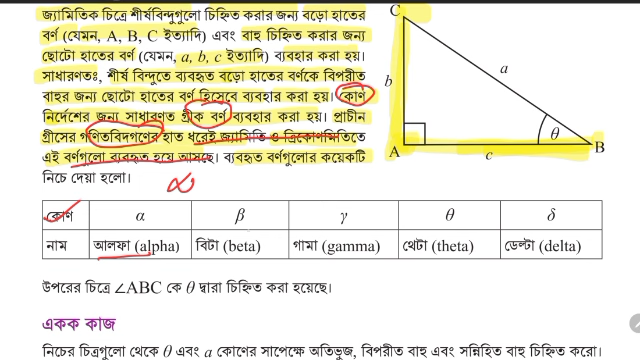 জ্যামিতিক চিত্রে শীর্ষবিন্দুগুলো চিহ্নিত করার জন্য বড়ো হাতের
বর্ণ (যেমন, A, B, C ইত্যাদি) এবং বাহু চিহ্নিত করার জন্য
ছোটো হাতের বর্ণ (যেমন, a, b, c ইত্যাদি) ব্যবহার করা হয়।
সাধারণতঃ, শীর্ষ বিন্দুতে ব্যবহৃত বড়ো হাতের বর্ণকে বিপরীত
বাহুর জন্য ছোটো হাতের বর্ণ হিসেবে ব্যবহার করা হয়। কোণ
নির্দেশের জন্য সাধারণত গ্রীক বর্ণ ব্যবহার করা হয়। প্রাচীন
গ্রীসের গণিতবিদগণের হাত ধরেই জ্যামিতি ও ত্রিকোণমিতিতে
এই বর্ণগুলো ব্যবহৃত হয়ে আসছে। ব্যবহৃত বর্ণগুলোর কয়েকটি
নিচে দেয়া হলো।
C
b
a
A
c
θ
B
α
কোণ α β γ θ δ
নাম আলফা (alpha) বিটা (beta) গামা (gamma) থেটা (theta) ডেল্টা (delta)
উপরের চিত্রে ∠ABC কে θ দ্বারা চিহ্নিত করা হয়েছে।
একক কাজ
নিচের চিত্রগুলো থেকে θ এবং a কোণের সাপেক্ষে অতিভুজ, বিপরীত বাহু এবং সন্নিহিত বাহু চিহ্নিত করো।